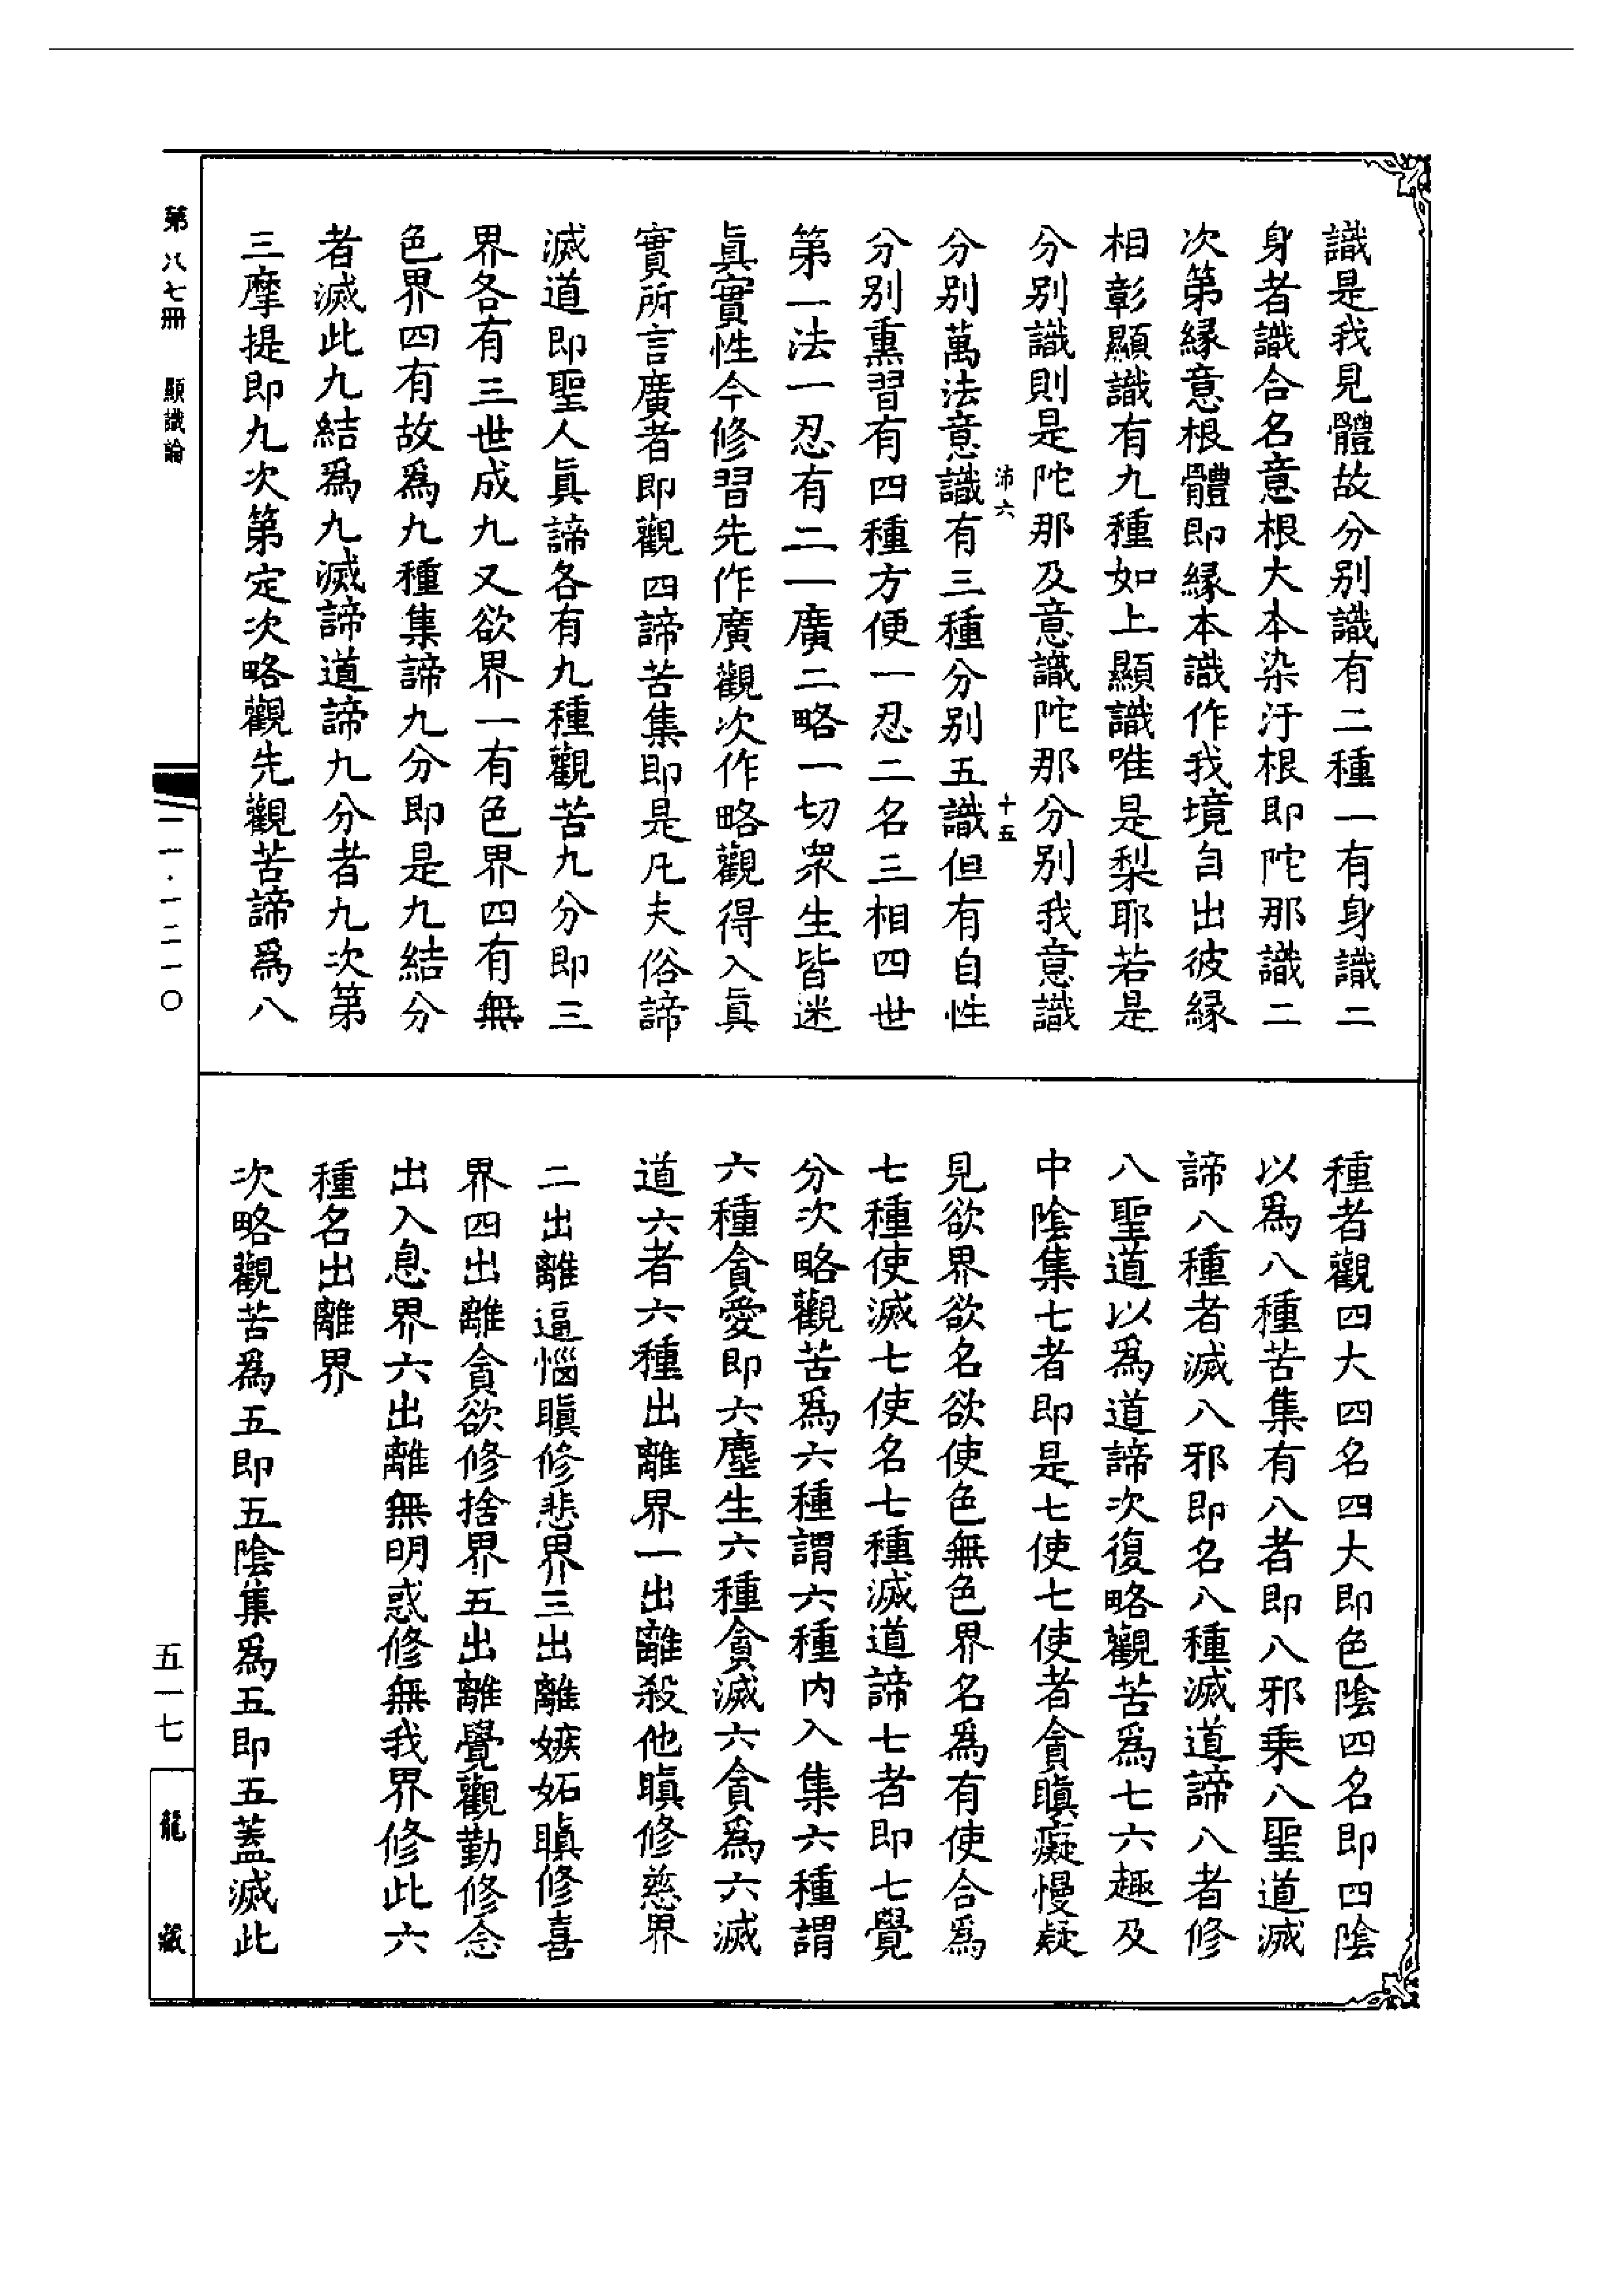 識是我見體故分别識有二種一有身識二
身者識合名意根大本染汙根即陀那識二
次第縁意根體即縁本識作我境自出彼縁
相彰顯識有九種如上顯識唯是梨耶若是
分别識則是陀那及意識陀那分别我意識
沛六
十五
分别萬法意識有三種分别五識但有自性
分别熏習有四種方便一忍二名三相四世
第一法一忍有二一廣二略一切衆生皆迷
眞實性今修習先作廣觀次作略觀得入眞
實所言廣者即觀四諦苦集即是凡夫俗諦
滅道即聖人眞諦各有九種觀苦九分即三
界各有三世成九又欲界一有色界四有無
色界四有故爲九種集諦九分即是九結分
者滅此九結爲九滅諦道諦九分者九次第
三摩提即九次第定次略觀先觀苦諦爲八
種者觀四大四名四大即色陰四名即四陰
以爲八種苦集有八者即八邪乗八聖道滅
諦八種者滅八邪即名八種滅道諦八者修
八聖道以爲道諦次復略觀苦爲七六趣及
中陰集七者即是七使七使者貪瞋癡慢疑
見欲界欲名欲使色無色界名爲有使合爲
七種使滅七使名七種滅道諦七者即七覺
分次略觀苦爲六種謂六種内入集六種謂
六種貪愛即六塵生六種貪滅六貪爲六滅
道六者六種出離界一出離殺他瞋修慈界
二出離逼惱瞋修悲界三出離嫉妬瞋修喜
界四出離貪欲修捨界五出離覺觀勤修念
出入息界六出離無明惑修無我界修此六
種名出離界
次略觀苦爲五即五陰集爲五即五蓋滅此
第八七冊　顯識論
一一·一二一〇
五一七
龍藏